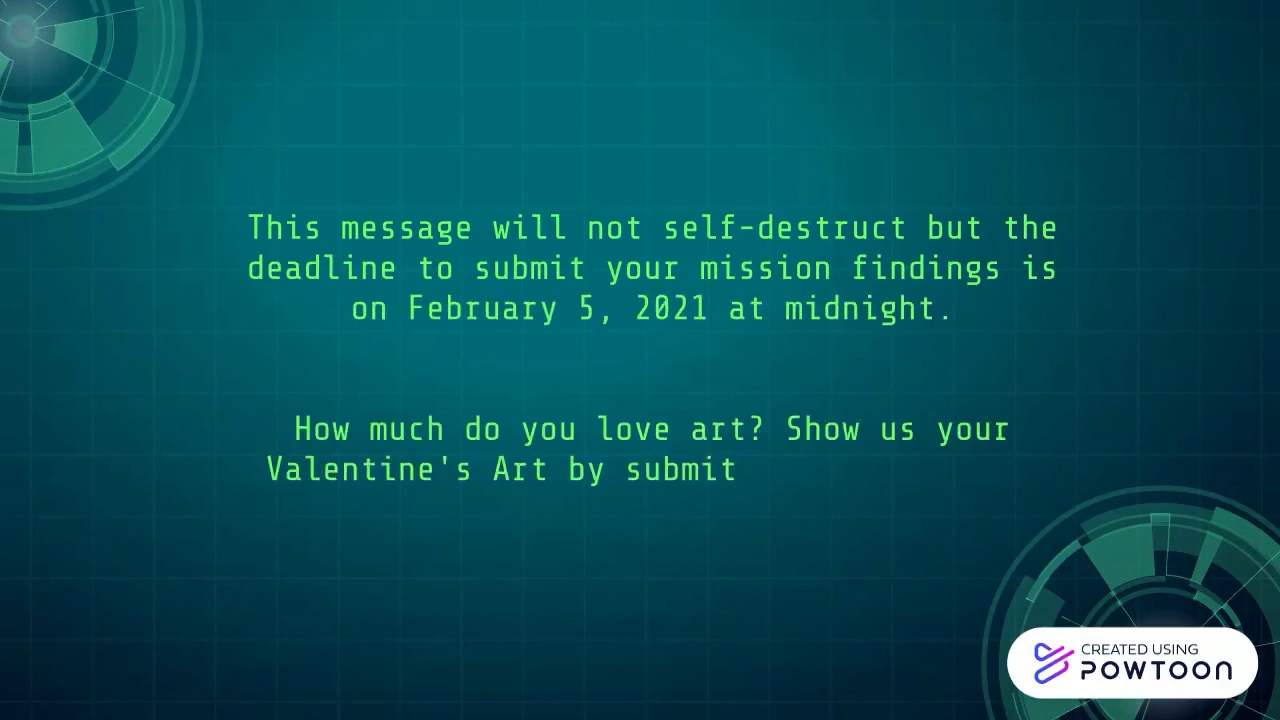 This message will not self-destruct but the
deadline to submit your mission findings is
on February 5, 2021 at midnight.
How much do you love art? Show us your
Valentine's Art by submit
CREATED USING
POWTOON